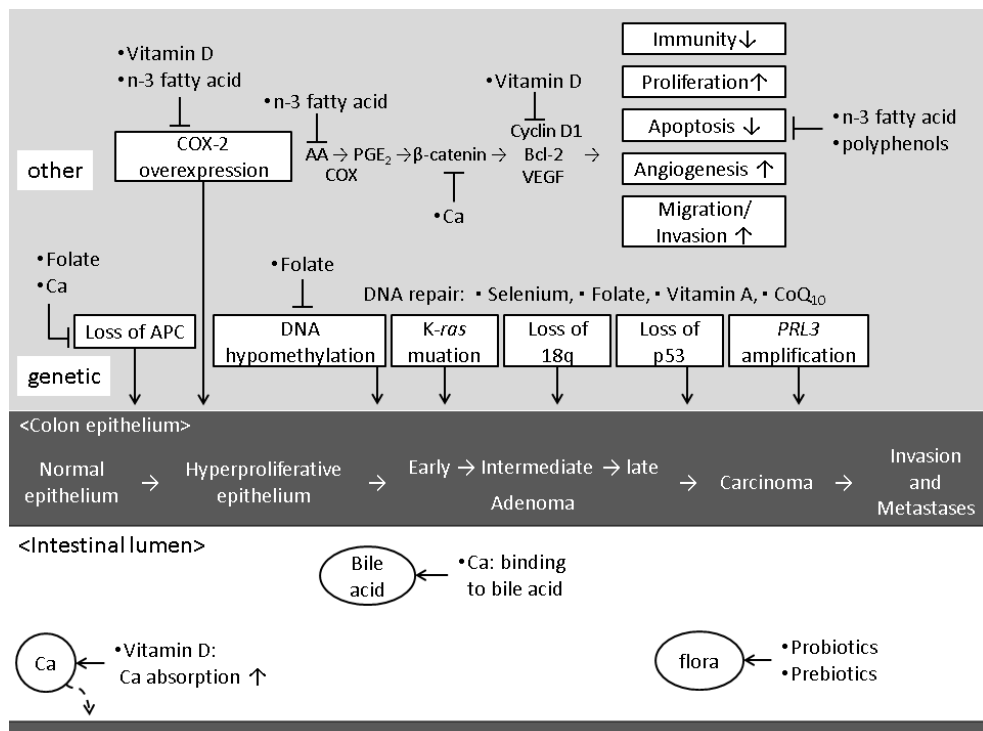 •Vitamin D
•n-3 fatty acid
COX-2
overexpression
•n-3 fatty acid
AA → PGE₂ → β-catenin →
COX
•Ca
•Vitamin D
Cyclin D1
Bcl-2
VEGF
→
Immunity↓
Proliferation↑
Apoptosis ↓
Angiogenesis ↑
Migration/
Invasion ↑
•n-3 fatty acid
•polyphenols
other
•Folate
•Ca
Loss of APC
•Folate
DNA
hypomethylation
DNA repair: ・Selenium, ・Folate, ・Vitamin A, ・CoQ₁₀
K-ras
muation
Loss of
18q
Loss of
p53
PRL3
amplification
genetic
<Colon epithelium>
Normal
epithelium
→
Hyperproliferative
epithelium
→
Early → Intermediate → late
Adenoma
→
Carcinoma
→
Invasion
and
Metastases
<Intestinal lumen>
Bile
acid
•Ca: binding
to bile acid
Ca
•Vitamin D:
Ca absorption ↑
flora
•Probiotics
•Prebiotics